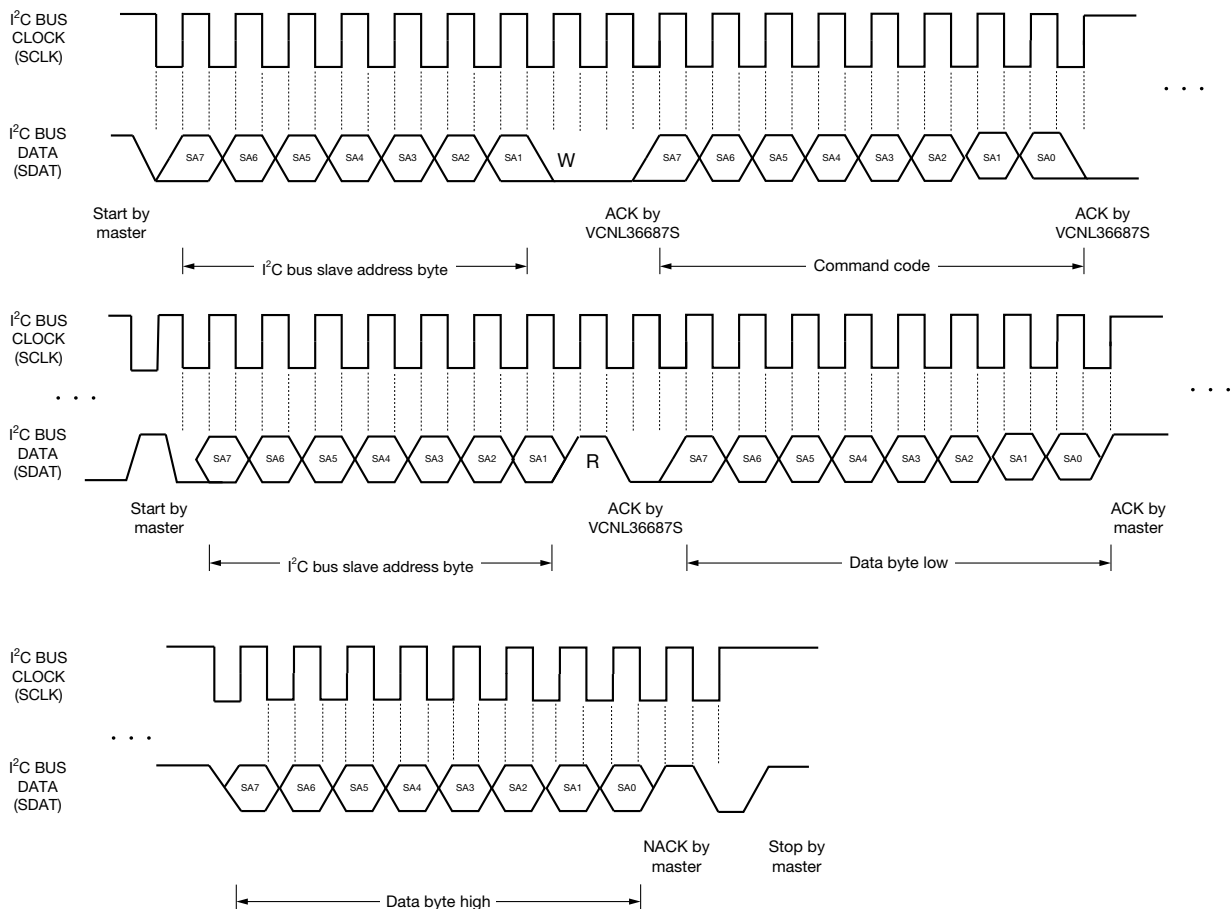 I²C BUS
CLOCK
(SCLK)
. . .
I²C BUS
DATA
(SDAT)
SA7 SA6 SA5 SA4 SA3 SA2 SA1 W SA7 SA6 SA5 SA4 SA3 SA2 SA1 SA0
Start by
master
ACK by
VCNL36687S
ACK by
VCNL36687S
I²C bus slave address byte
Command code
I²C BUS
CLOCK
(SCLK)
. . .
. . .
I²C BUS
DATA
(SDAT)
SA7 SA6 SA5 SA4 SA3 SA2 SA1 R SA7 SA6 SA5 SA4 SA3 SA2 SA1 SA0
Start by
master
ACK by
VCNL36687S
ACK by
master
I²C bus slave address byte
Data byte low
I²C BUS
CLOCK
(SCLK)
. . .
I²C BUS
DATA
(SDAT)
SA7 SA6 SA5 SA4 SA3 SA2 SA1 SA0
NACK by
master
Stop by
master
Data byte high